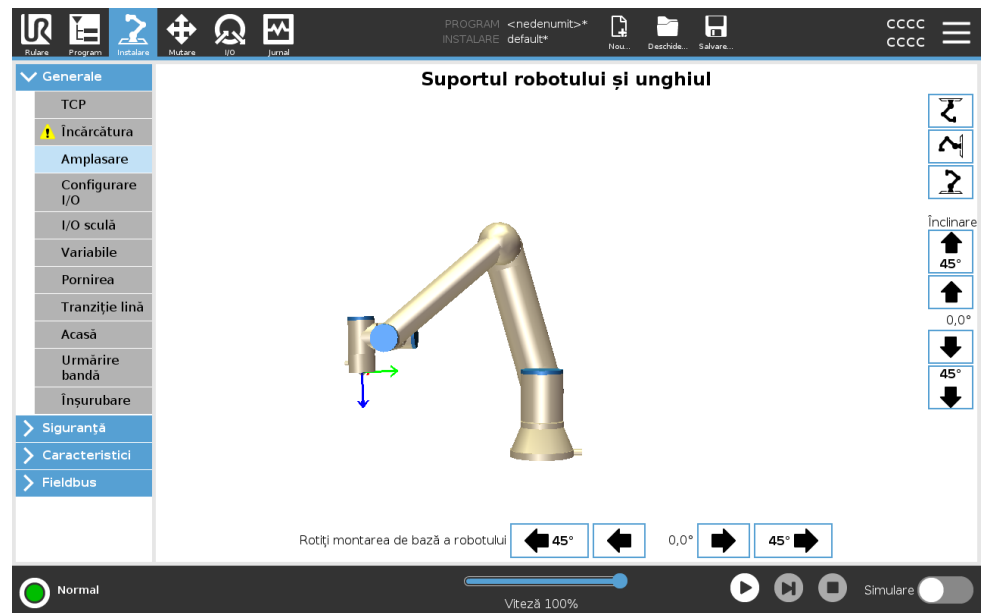 Rulare
Program
Instalare
Mutare
I/O
Jurnal
PROGRAM <nedenumit>*
INSTALARE default*
Nou...
Deschide...
Salvare...
CCCC
CCCC
Generale
TCP
Încărcătura
Amplasare
Configurare
I/O
I/O sculă
Variabile
Pornirea
Tranziție lină
Acasă
Urmărire
bandă
Înșurubare
Siguranță
Caracteristici
Fieldbus
Suportul robotului și unghiul
Înclinare
45°
0,0°
45°
Rotiți montarea de bază a robotului
45°
0,0°
45°
Normal
Viteză 100%
Simulare